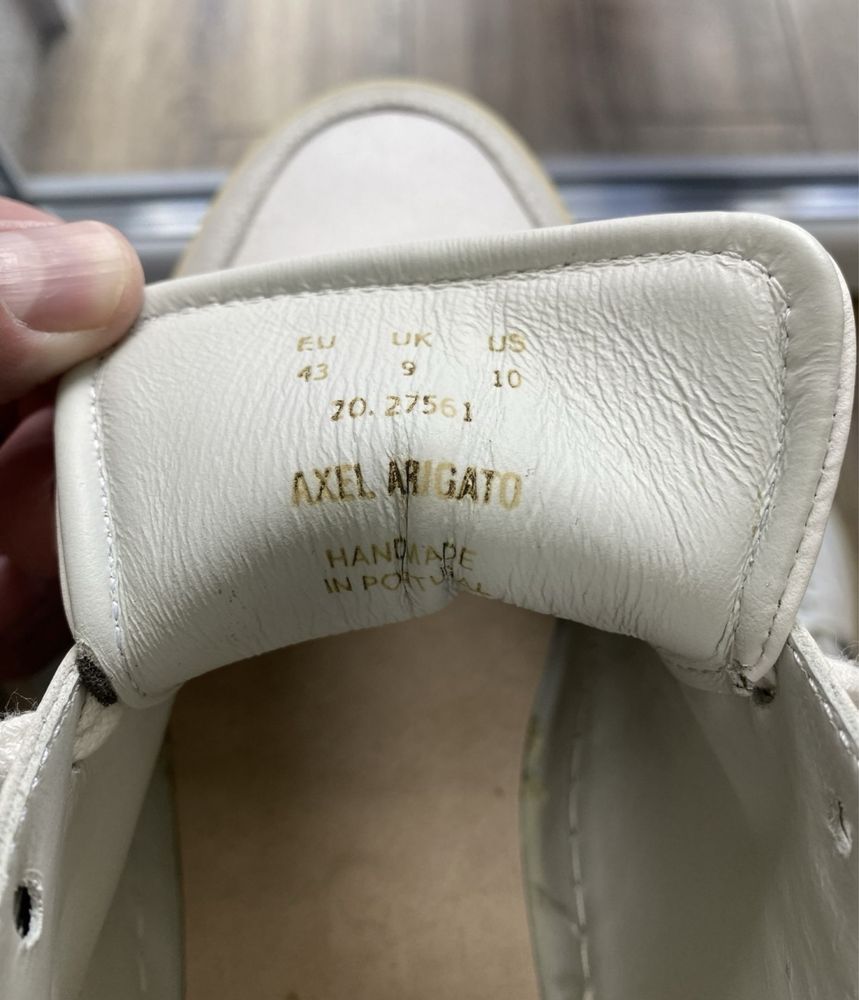 EU UK US
43 9 10
20.27561
AXEL ARIGATO
HANDMADE
IN PORTUGAL